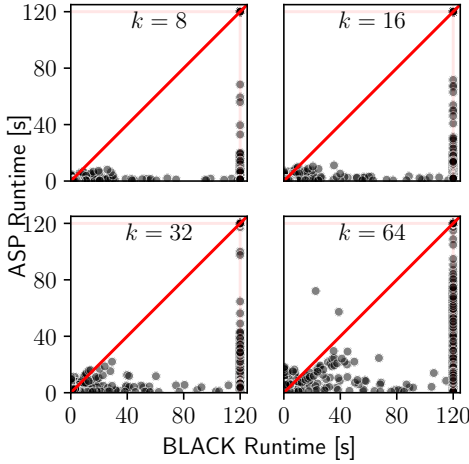 120
80
40
0
k = 8
k = 16
120
80
40
0
k = 32
k = 64
0 40 80 120 0 40 80 120
ASP Runtime [s]
BLACK Runtime [s]